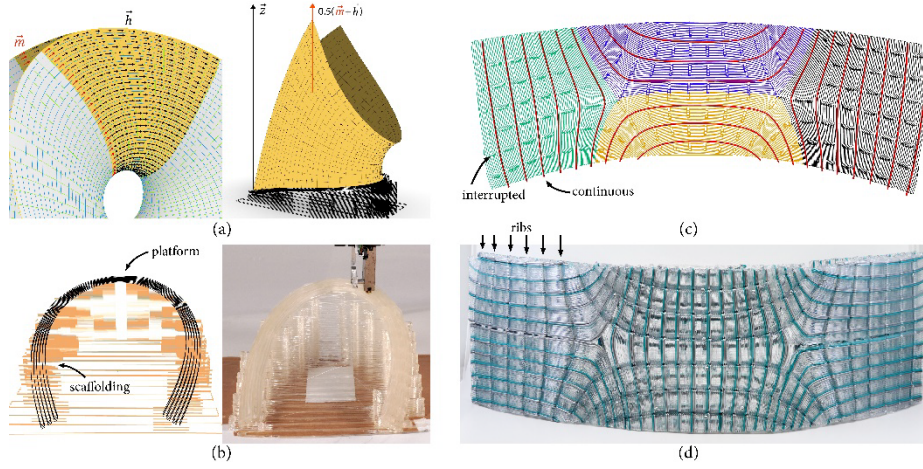 m⃗
h⃗
z⃗
0.5(m⃗−h⃗)
(a)
interrupted
continuous
(c)
platform
scaffolding
(b)
ribs
(d)